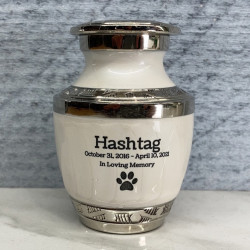 Hashtag
October 31, 2016 - April 10, 2021
In Loving Memory